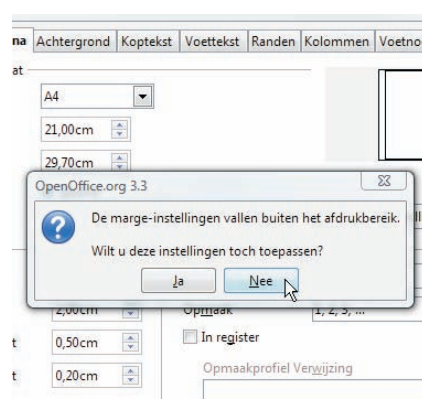 na Achtergrond Koptekst Voettekst Randen Kolommen Voetno
at
A4
21,00cm
29,70cm
OpenOffice.org 3.3
De marge-instellingen vallen buiten het afdrukbereik.
Wilt u deze instellingen toch toepassen?
Ja Nee
2,00cm Opmaak 1, 2, 3, ...
t 0,50cm In register
t 0,20cm Opmaakprofiel Verwijzing